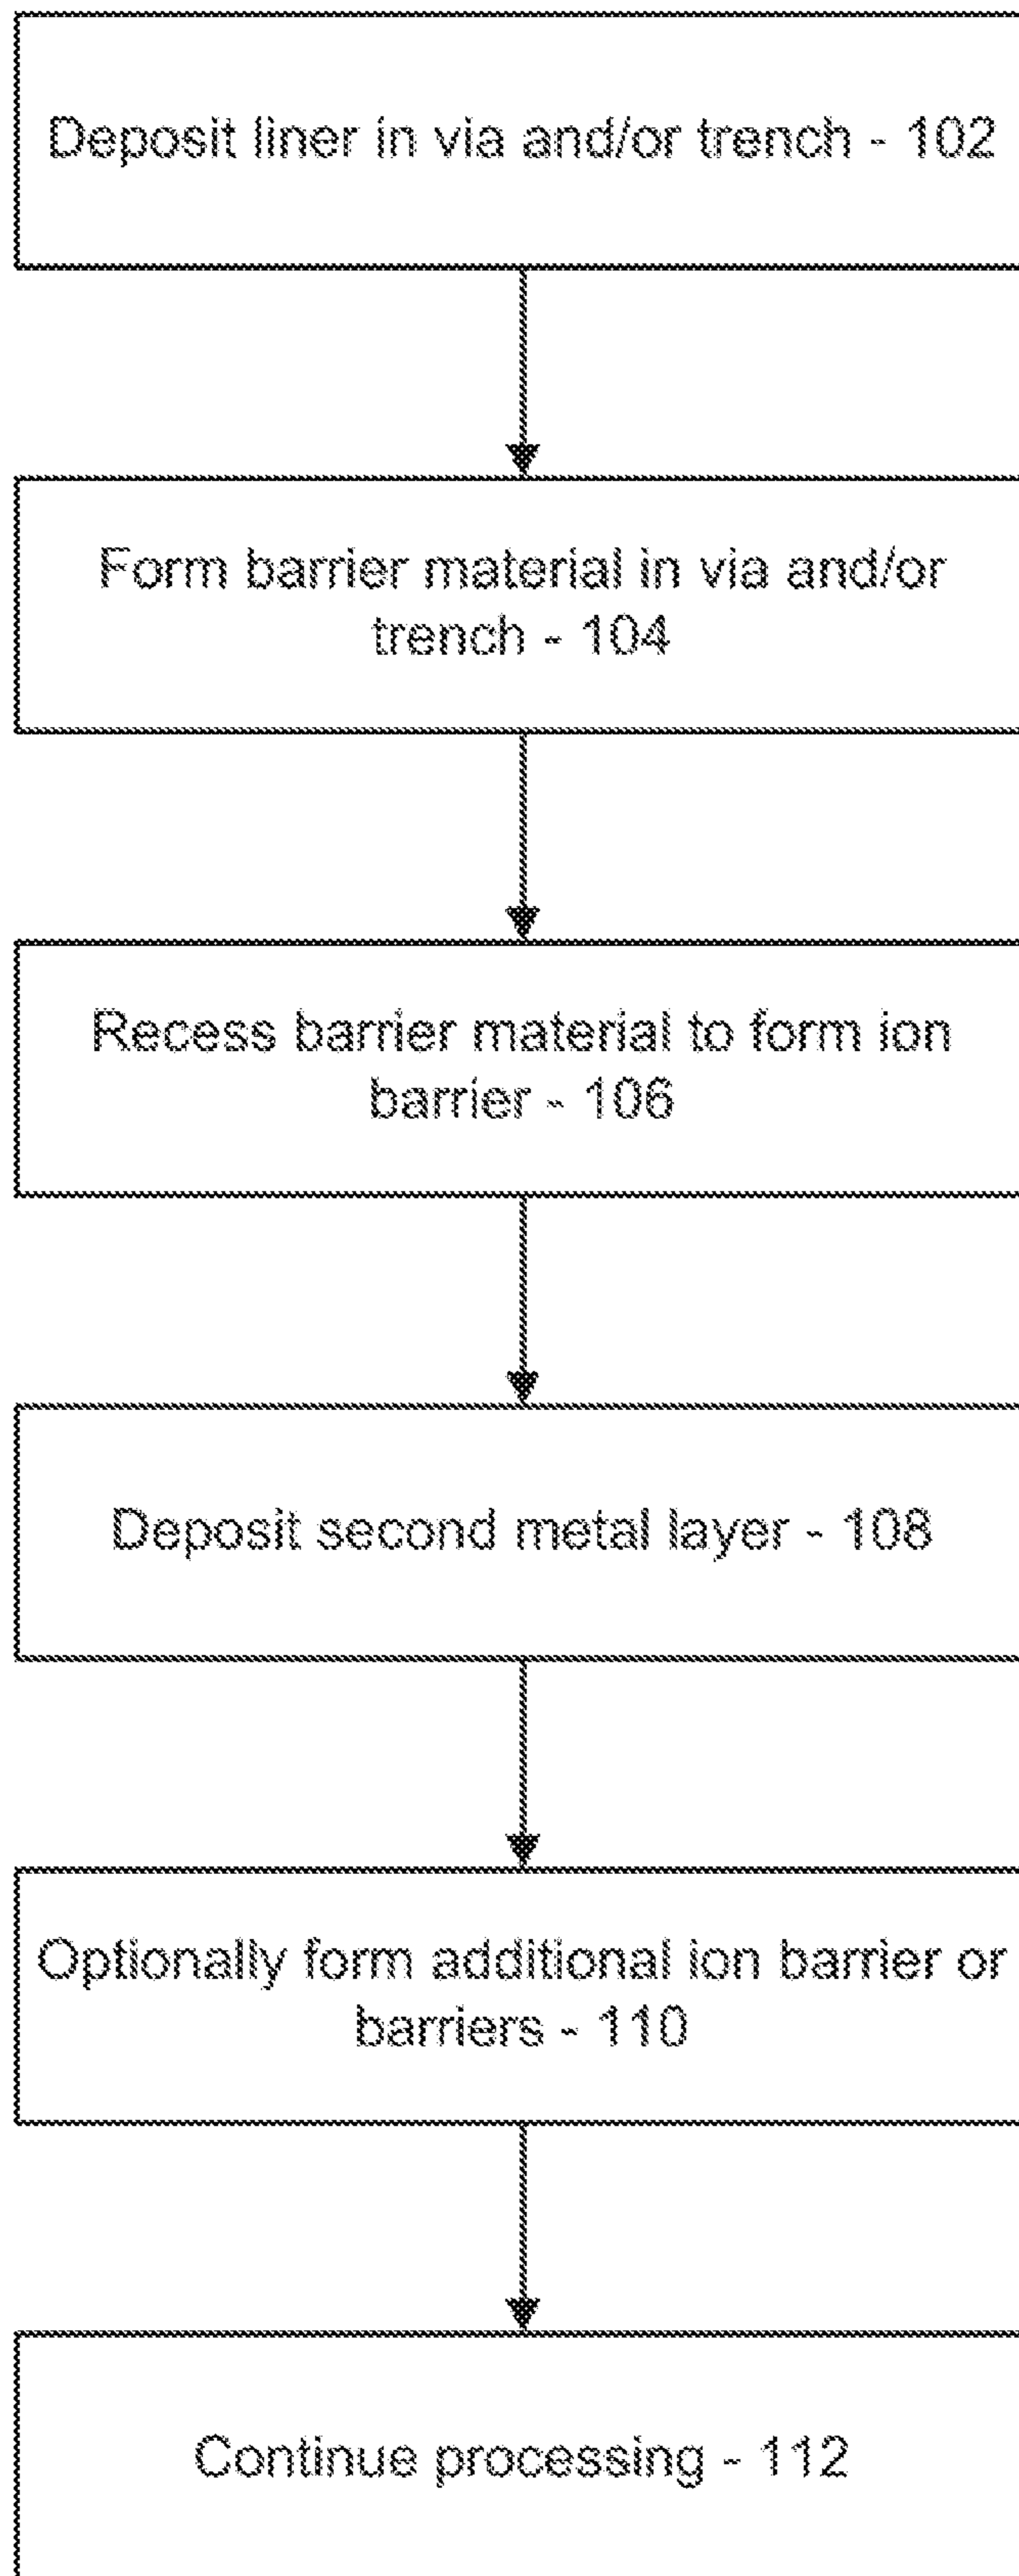 Deposit liner in via and/or trench - 102
Form barrier material in via and/or
trench - 104
Recess barrier material to form ion
barrier - 106
Deposit second metal layer - 108
Optionally form additional ion barrier or
barriers - 110
Continue processing - 112